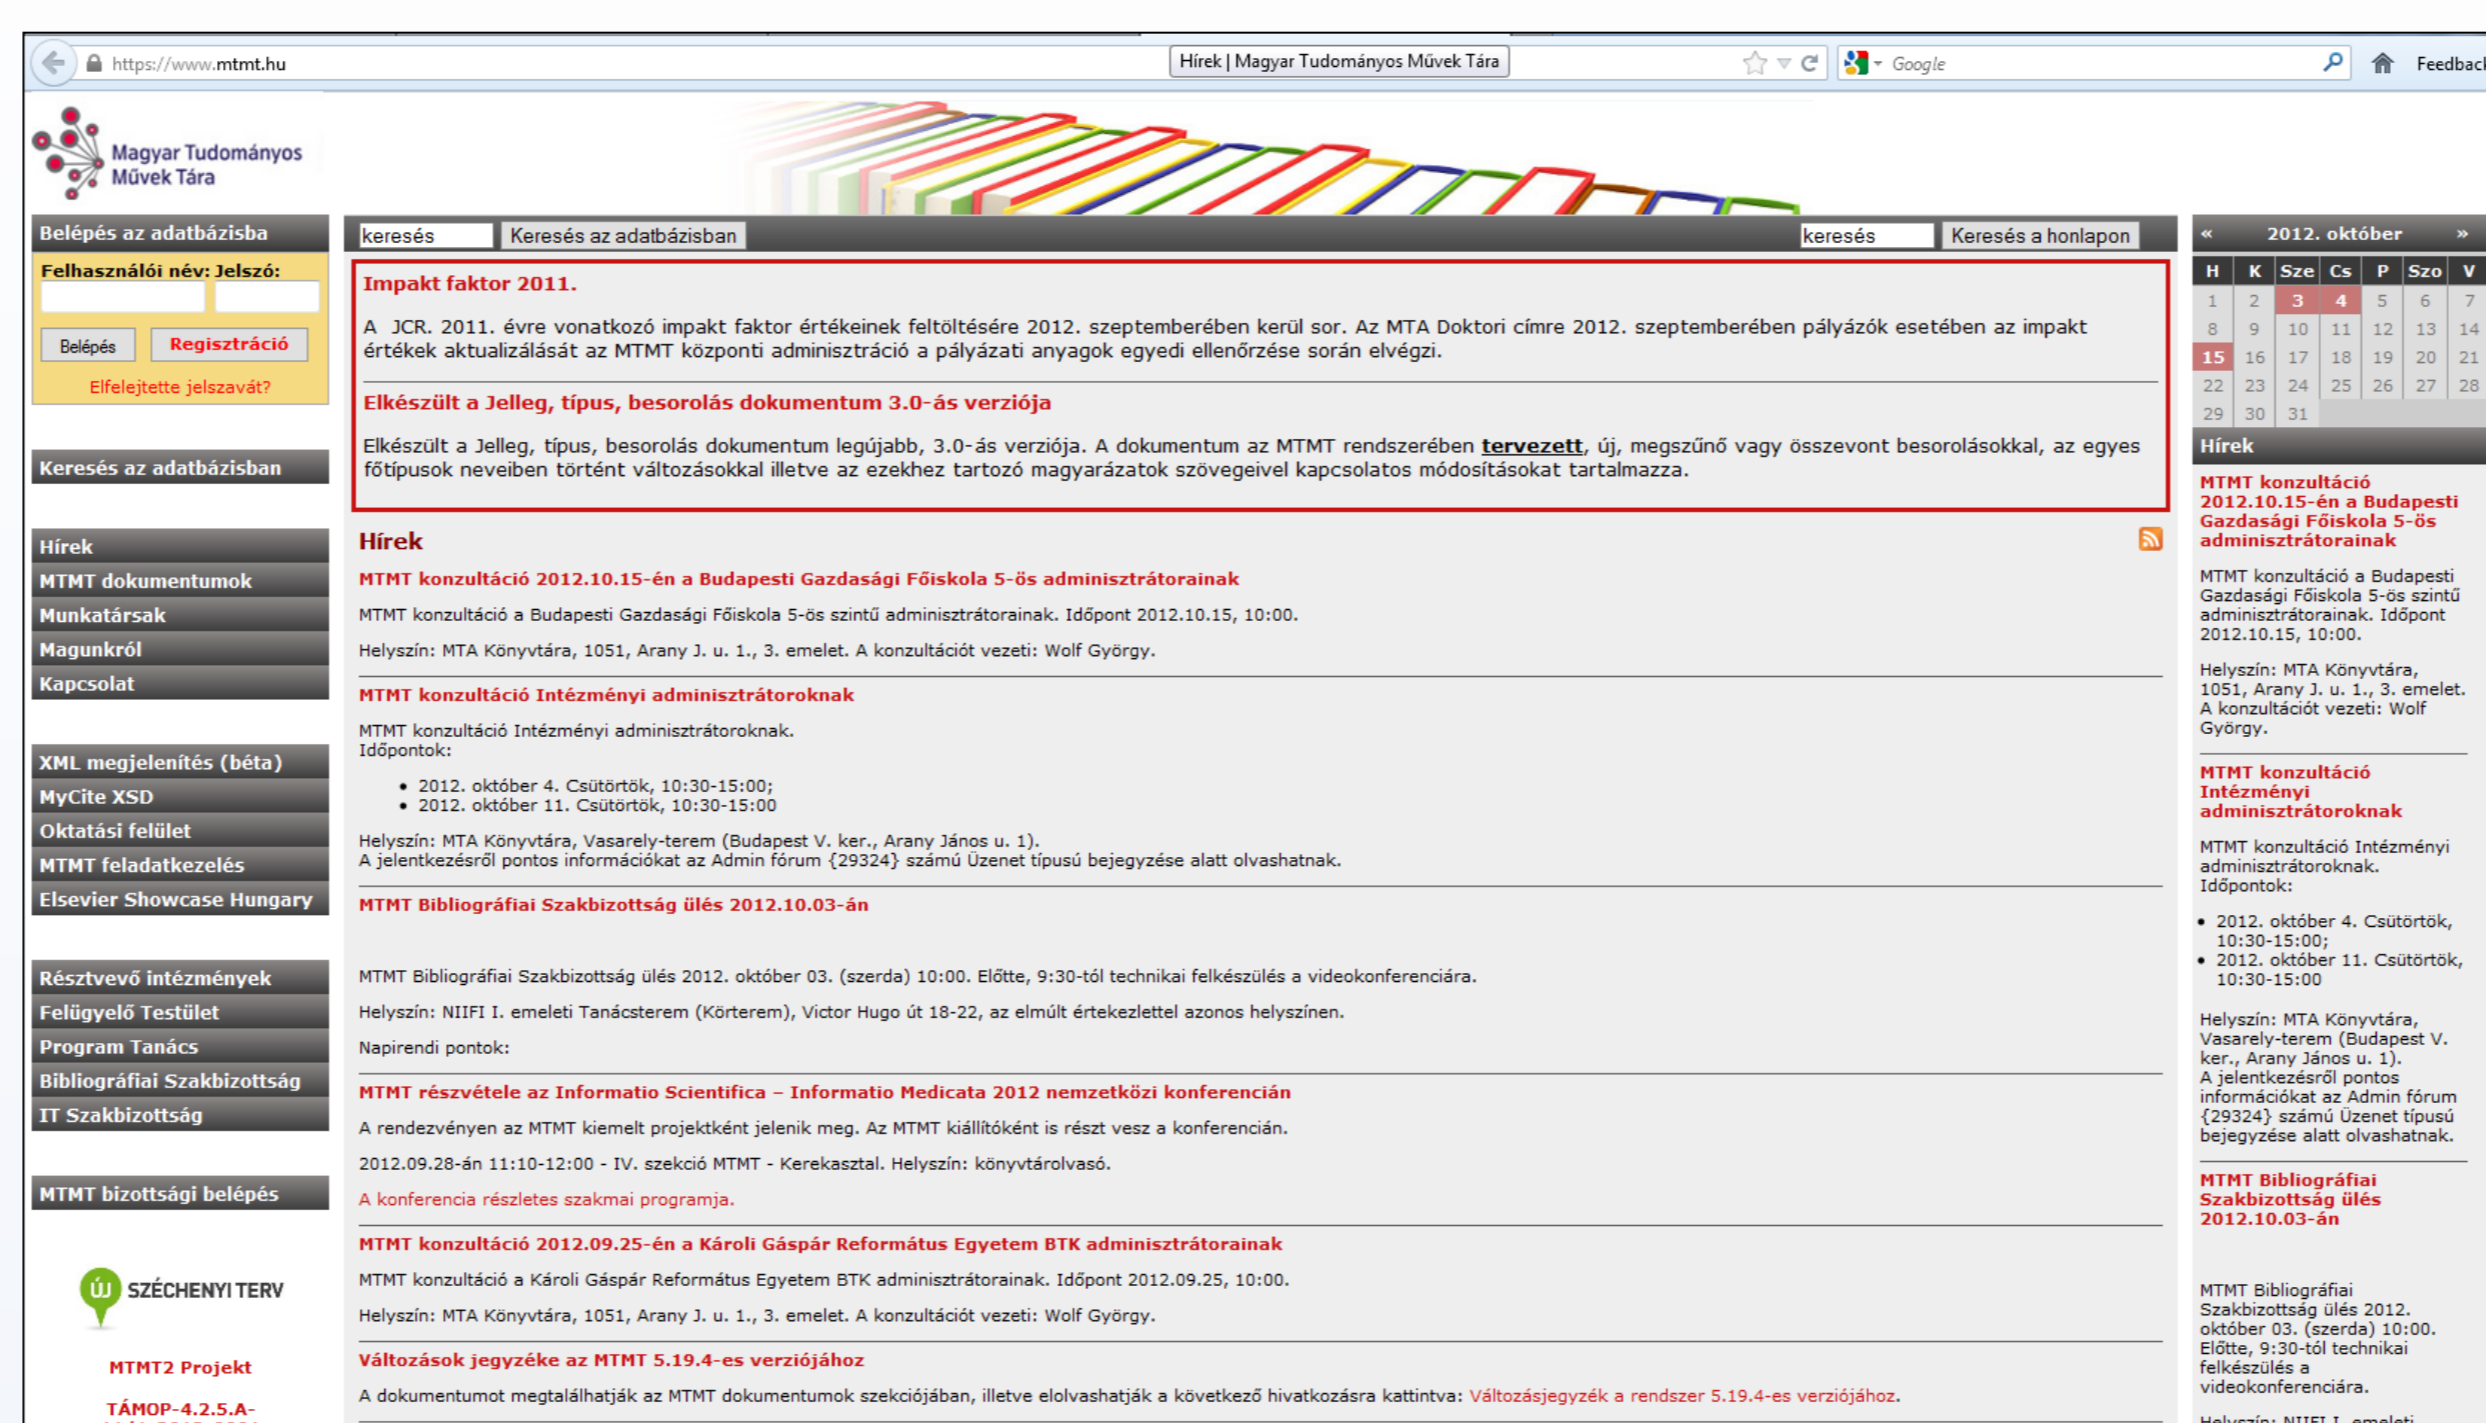 https://www.mtmt.hu
Hírek | Magyar Tudományos Művek Tára
Google
Feedback
Magyar Tudományos
Művek Tára
Belépés az adatbázisba
Felhasználói név: Jelszó:
Belépés Regisztráció
Elfelejtette jelszavát?
Keresés az adatbázisban
Hírek
MTMT dokumentumok
Munkatársak
Magunkról
Kapcsolat
XML megjelenítés (béta)
MyCite XSD
Oktatási felület
MTMT feladatkezelés
Elsevier Showcase Hungary
Résztvevő intézmények
Felügyelő Testület
Program Tanács
Bibliográfiai Szakbizottság
IT Szakbizottság
MTMT bizottsági belépés
ÚJ SZÉCHENYI TERV
MTMT2 Projekt
TÁMOP-4.2.5.A-
keresés Keresés az adatbázisban keresés Keresés a honlapon
Impakt faktor 2011.
A JCR. 2011. évre vonatkozó impakt faktor értékeinek feltöltésére 2012. szeptemberében kerül sor. Az MTA Doktori címre 2012. szeptemberében pályázók esetében az impakt
értékek aktualizálását az MTMT központi adminisztráció a pályázati anyagok egyedi ellenőrzése során elvégzi.
Elkészült a Jelleg, típus, besorolás dokumentum 3.0-ás verziója
Elkészült a Jelleg, típus, besorolás dokumentum legújabb, 3.0-ás verziója. A dokumentum az MTMT rendszerében tervezett, új, megszűnő vagy összevont besorolásokkal, az egyes
főtípusok neveiben történt változásokkal illetve az ezekhez tartozó magyarázatok szövegeivel kapcsolatos módosításokat tartalmazza.
Hírek
MTMT konzultáció 2012.10.15-én a Budapesti Gazdasági Főiskola 5-ös adminisztrátorainak
MTMT konzultáció a Budapesti Gazdasági Főiskola 5-ös szintű adminisztrátorainak. Időpont 2012.10.15, 10:00.
Helyszín: MTA Könyvtára, 1051, Arany J. u. 1., 3. emelet. A konzultációt vezeti: Wolf György.
MTMT konzultáció Intézményi adminisztrátoroknak
MTMT konzultáció Intézményi adminisztrátoroknak.
Időpontok:
• 2012. október 4. Csütörtök, 10:30-15:00;
• 2012. október 11. Csütörtök, 10:30-15:00
Helyszín: MTA Könyvtára, Vasarely-terem (Budapest V. ker., Arany János u. 1).
A jelentkezésről pontos információkat az Admin fórum {29324} számú Üzenet típusú bejegyzése alatt olvashatnak.
MTMT Bibliográfiai Szakbizottság ülés 2012.10.03-án
MTMT Bibliográfiai Szakbizottság ülés 2012. október 03. (szerda) 10:00. Előtte, 9:30-tól technikai felkészülés a videokonferenciára.
Helyszín: NIIFI I. emeleti Tanácsterem (Körterem), Victor Hugo út 18-22, az elmúlt értekezlettel azonos helyszínen.
Napirendi pontok:
MTMT részvétele az Informatio Scientifica – Informatio Medicata 2012 nemzetközi konferencián
A rendezvényen az MTMT kiemelt projektként jelenik meg. Az MTMT kiállítóként is részt vesz a konferencián.
2012.09.28-án 11:10-12:00 - IV. szekció MTMT - Kerekasztal. Helyszín: könyvtárolvasó.
A konferencia részletes szakmai programja.
MTMT konzultáció 2012.09.25-én a Károli Gáspár Református Egyetem BTK adminisztrátorainak
MTMT konzultáció a Károli Gáspár Református Egyetem BTK adminisztrátorainak. Időpont 2012.09.25, 10:00.
Helyszín: MTA Könyvtára, 1051, Arany J. u. 1., 3. emelet. A konzultációt vezeti: Wolf György.
Változások jegyzéke az MTMT 5.19.4-es verziójához
A dokumentumot megtalálhatják az MTMT dokumentumok szekciójában, illetve elolvashatják a következő hivatkozásra kattintva: Változásjegyzék a rendszer 5.19.4-es verziójához.
« 2012. október »
H K Sze Cs P Szo V
1 2 3 4 5 6 7
8 9 10 11 12 13 14
15 16 17 18 19 20 21
22 23 24 25 26 27 28
29 30 31
Hírek
MTMT konzultáció
2012.10.15-én a Budapesti
Gazdasági Főiskola 5-ös
adminisztrátorainak
MTMT konzultáció a Budapesti
Gazdasági Főiskola 5-ös szintű
adminisztrátorainak. Időpont
2012.10.15, 10:00.
Helyszín: MTA Könyvtára,
1051, Arany J. u. 1., 3. emelet.
A konzultációt vezeti: Wolf
György.
MTMT konzultáció
Intézményi
adminisztrátoroknak
MTMT konzultáció Intézményi
adminisztrátoroknak.
Időpontok:
• 2012. október 4. Csütörtök,
10:30-15:00;
• 2012. október 11. Csütörtök,
10:30-15:00
Helyszín: MTA Könyvtára,
Vasarely-terem (Budapest V.
ker., Arany János u. 1).
A jelentkezésről pontos
információkat az Admin fórum
{29324} számú Üzenet típusú
bejegyzése alatt olvashatnak.
MTMT Bibliográfiai
Szakbizottság ülés
2012.10.03-án
MTMT Bibliográfiai
Szakbizottság ülés 2012.
október 03. (szerda) 10:00.
Előtte, 9:30-tól technikai
felkészülés a
videokonferenciára.
Helyszín: NIIFI I. emeleti